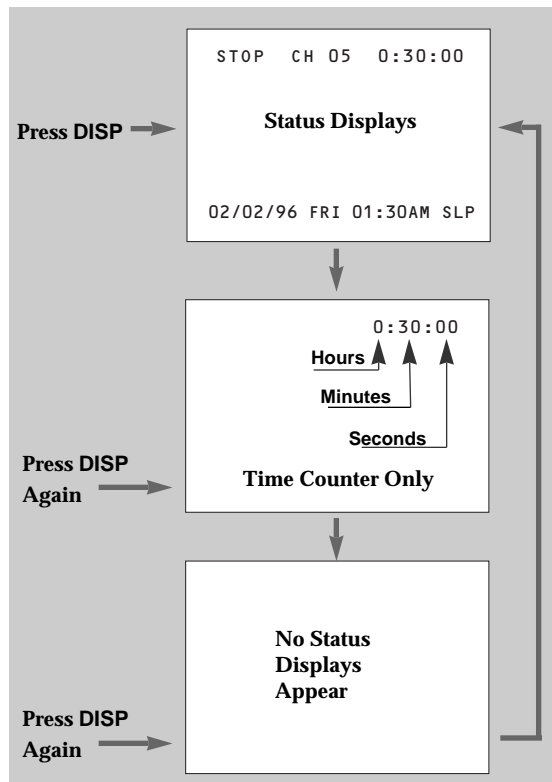 STOP CH 05 0:30:00
Press DISP
Status Displays
02/02/96 FRI 01:30AM SLP
0:30:00
Hours
Minutes
Seconds
Press DISP
Again
Time Counter Only
No Status
Displays
Appear
Press DISP
Again